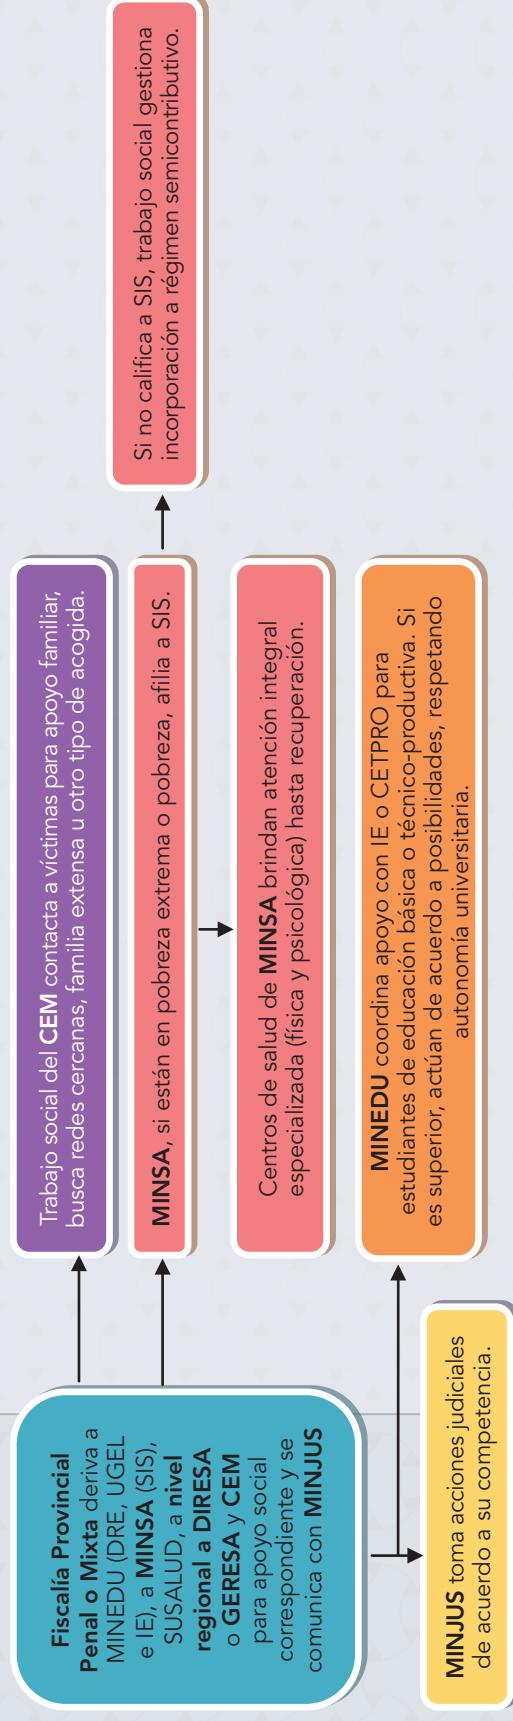 Fiscalía Provincial
Penal o Mixta deriva a
MINEDU (DRE, UGEL
e IE), a MINSA (SIS),
SUSALUD, a nivel
regional a DIRESA
o GERESA y CEM
para apoyo social
correspondiente y se
comunica con MINJUS
MINJUS toma acciones judiciales
de acuerdo a su competencia.
Trabajo social del CEM contacta a víctimas para apoyo familiar,
busca redes cercanas, familia extensa u otro tipo de acogida.
MINSA, si están en pobreza extrema o pobreza, afilia a SIS.
Centros de salud de MINSA brindan atención integral
especializada (física y psicológica) hasta recuperación.
MINEDU coordina apoyo con IE o CETPRO para
estudiantes de educación básica o técnico-productiva. Si
es superior, actúan de acuerdo a posibilidades, respetando
autonomía universitaria.
Si no califica a SIS, trabajo social gestiona
incorporación a régimen semicontributivo.